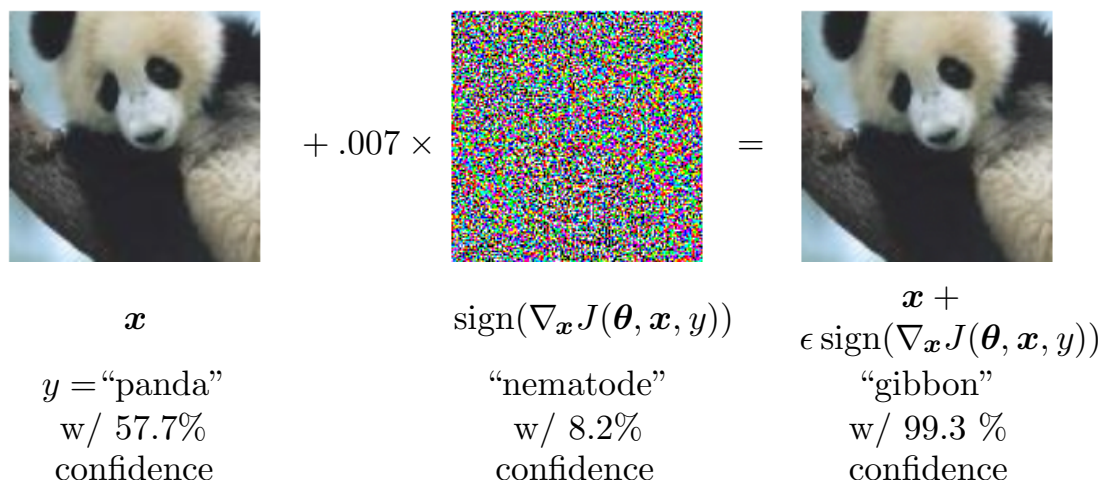 + .007 ×
=
x
sign(∇ₓJ(θ, x, y))
x +
ϵ sign(∇ₓJ(θ, x, y))
y =“panda”
w/ 57.7%
confidence
“nematode”
w/ 8.2%
confidence
“gibbon”
w/ 99.3 %
confidence